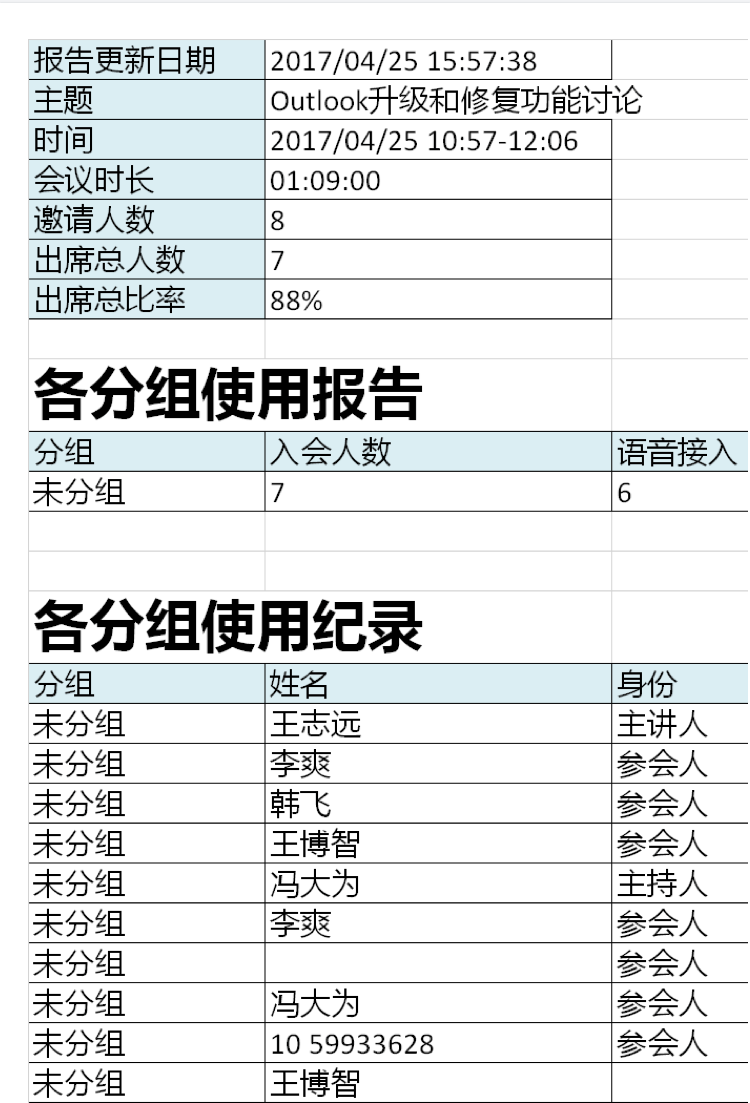 报告更新日期 2017/04/25 15:57:38
主题 Outlook升级和修复功能讨论
时间 2017/04/25 10:57-12:06
会议时长 01:09:00
邀请人数 8
出席总人数 7
出席总比率 88%
各分组使用报告
分组 入会人数 语音接入
未分组 7 6
各分组使用纪录
分组 姓名 身份
未分组 王志远 主讲人
未分组 李爽 参会人
未分组 韩飞 参会人
未分组 王博智 参会人
未分组 冯大为 主持人
未分组 李爽 参会人
未分组 参会人
未分组 冯大为 参会人
未分组 10 59933628 参会人
未分组 王博智